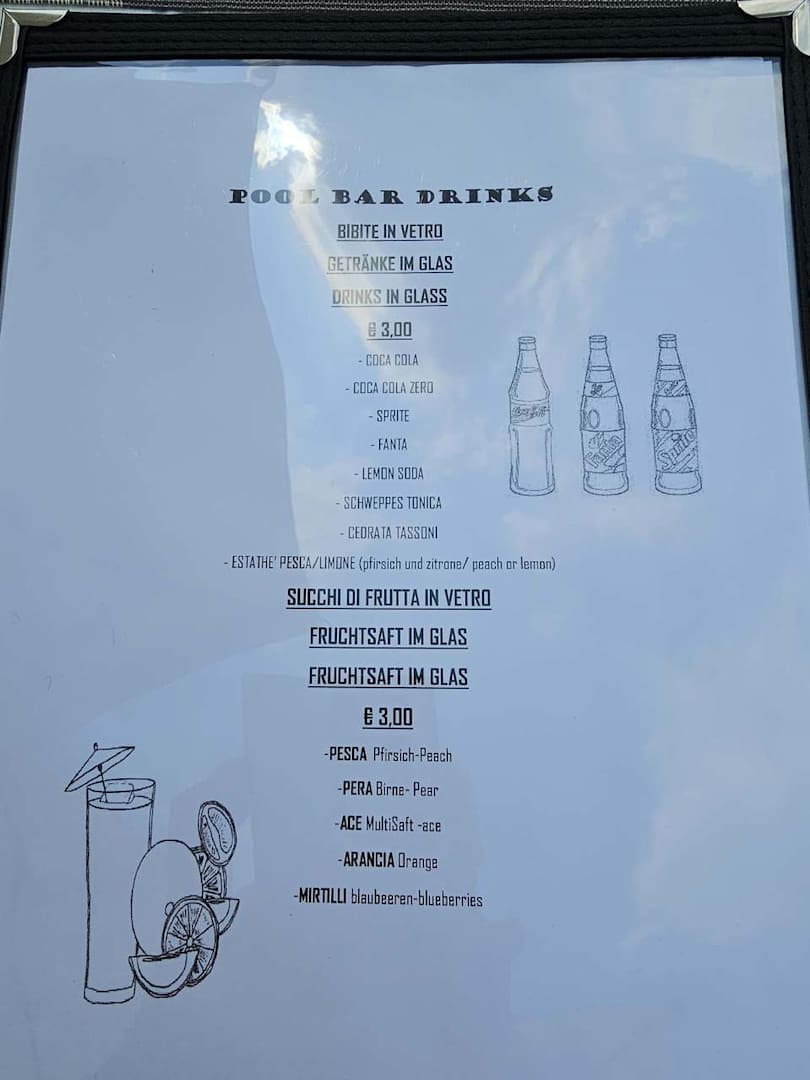 POOL BAR DRINKS
BIBITE IN VETRO
GETRÄNKE IM GLAS
DRINKS IN GLASS
€ 3,00
- COCA COLA
- COCA COLA ZERO
- SPRITE
- FANTA
- LEMON SODA
- SCHWEPPES TONICA
- CEDRATA TASSONI
- ESTATHE' PESCA/LIMONE (pfirsich und zitrone/ peach or lemon)
SUCCHI DI FRUTTA IN VETRO
FRUCHTSAFT IM GLAS
FRUCHTSAFT IM GLAS
€ 3,00
-PESCA Pfirsich-Peach
-PERA Birne- Pear
-ACE MultiSaft -ace
-ARANCIA Orange
-MIRTILLI blaubeeren-blueberries
Fanta
Sprite